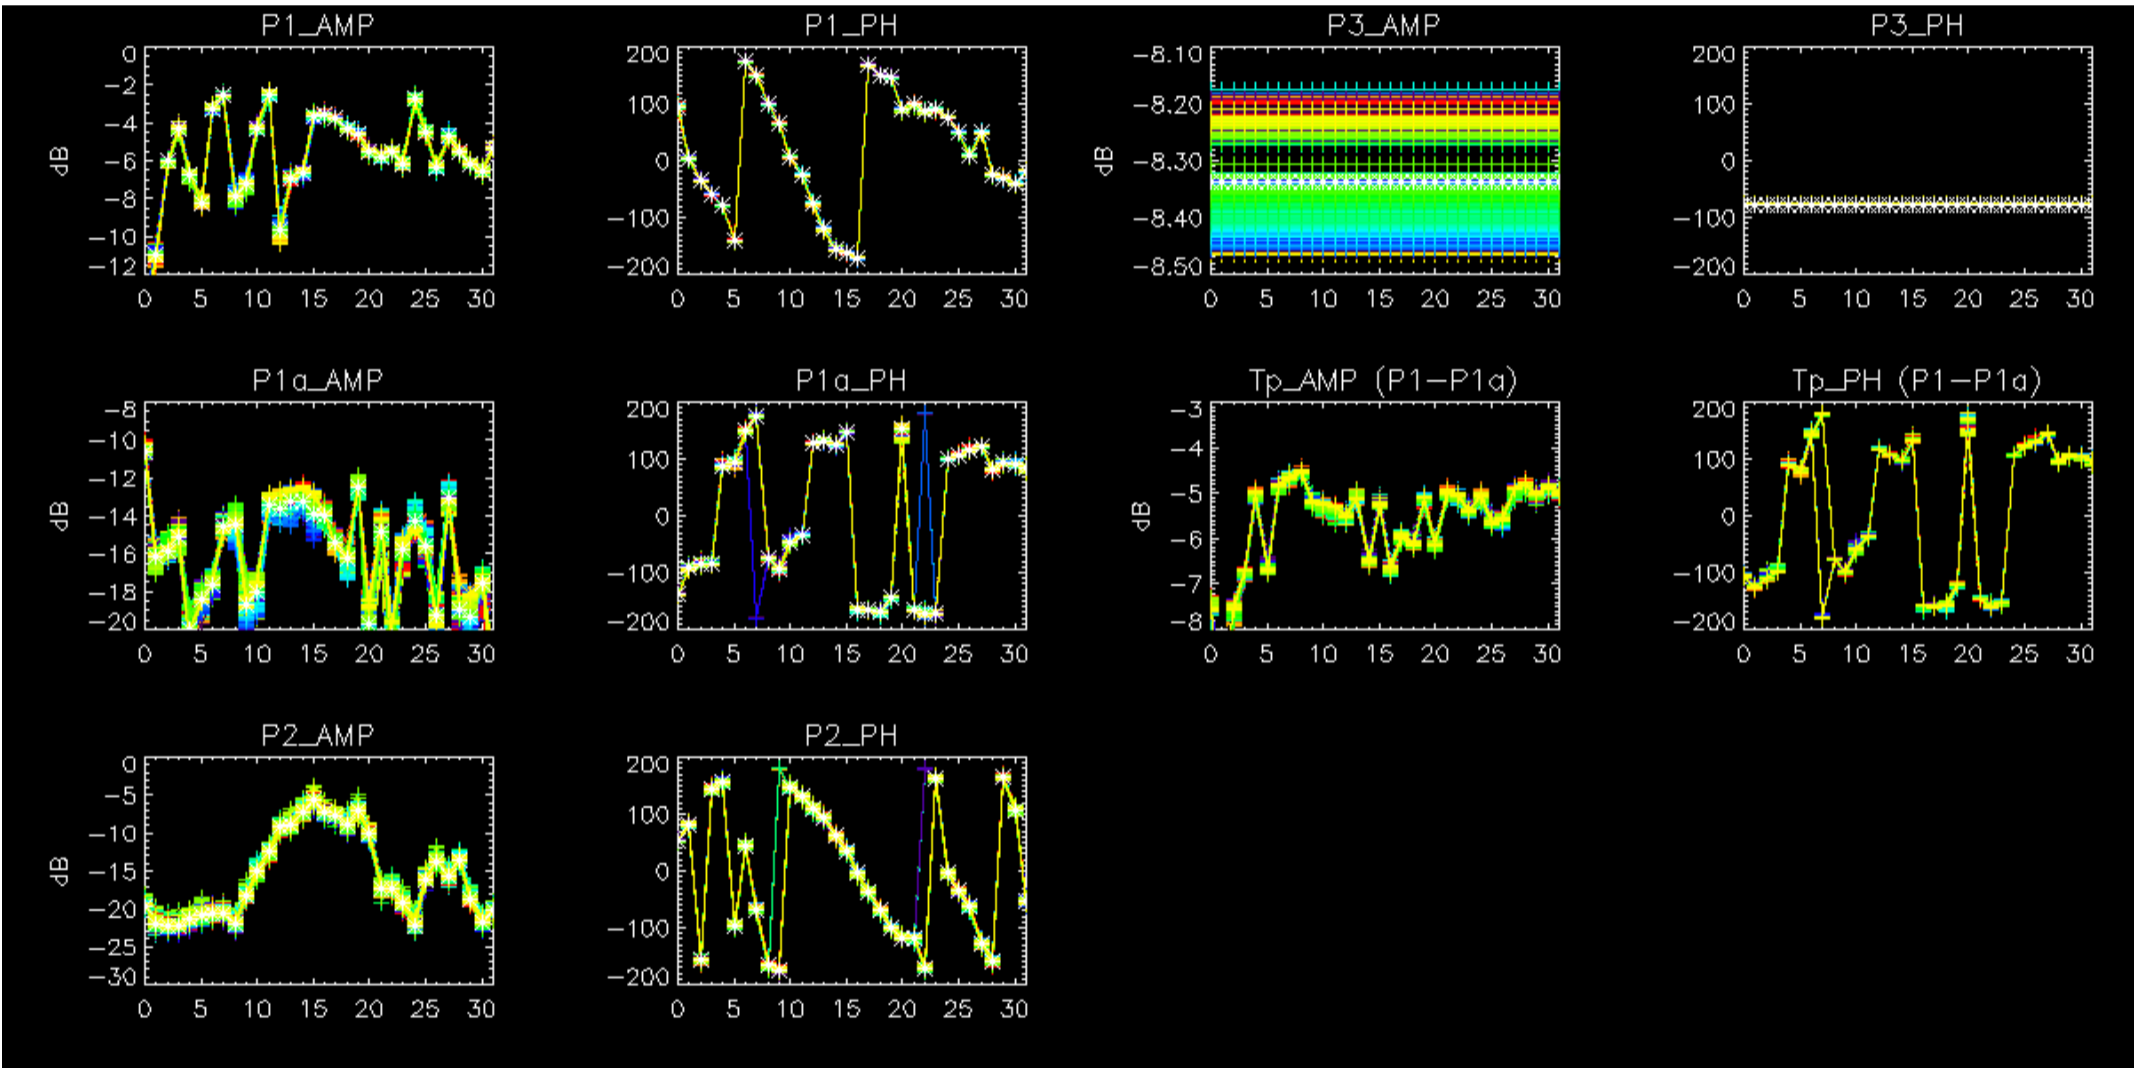 P1_AMP P1_PH P3_AMP P3_PH
dB 0 -2 -4 -6 -8 -10 -12
0 5 10 15 20 25 30
200 100 0 -100 -200
0 5 10 15 20 25 30
dB -8.10 -8.20 -8.30 -8.40 -8.50
0 5 10 15 20 25 30
200 100 0 -100 -200
0 5 10 15 20 25 30
P1a_AMP P1a_PH Tp_AMP (P1-P1a) Tp_PH (P1-P1a)
dB -8 -10 -12 -14 -16 -18 -20
0 5 10 15 20 25 30
200 100 0 -100 -200
0 5 10 15 20 25 30
dB -3 -4 -5 -6 -7 -8
0 5 10 15 20 25 30
200 100 0 -100 -200
0 5 10 15 20 25 30
P2_AMP P2_PH
dB 0 -5 -10 -15 -20 -25 -30
0 5 10 15 20 25 30
200 100 0 -100 -200
0 5 10 15 20 25 30